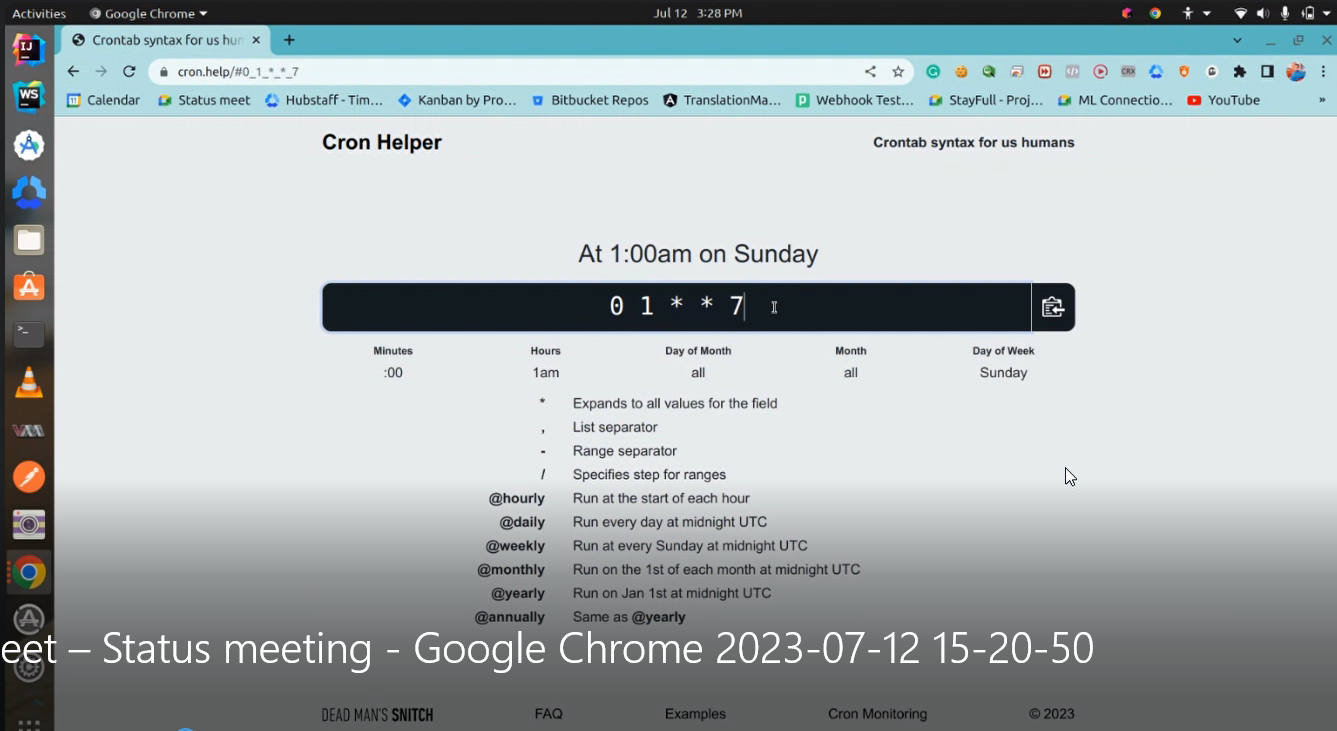 Activities Google Chrome Jul 12 3:28 PM
Crontab syntax for us hum
cron.help/#0_1_*_*_7
Calendar Status meet Hubstaff - Tim... Kanban by Pro... Bitbucket Repos TranslationMa... Webhook Test... StayFull - Proj... ML Connectio... YouTube »
Cron Helper Crontab syntax for us humans
At 1:00am on Sunday
0 1 * * 7
Minutes Hours Day of Month Month Day of Week
:00 1am all all Sunday
* Expands to all values for the field
, List separator
- Range separator
/ Specifies step for ranges
@hourly Run at the start of each hour
@daily Run every day at midnight UTC
@weekly Run at every Sunday at midnight UTC
@monthly Run on the 1st of each month at midnight UTC
@yearly Run on Jan 1st at midnight UTC
@annually Same as @yearly
eet – Status meeting - Google Chrome 2023-07-12 15-20-50
DEAD MAN'S SNITCH FAQ Examples Cron Monitoring © 2023
IJ
WS
CRX